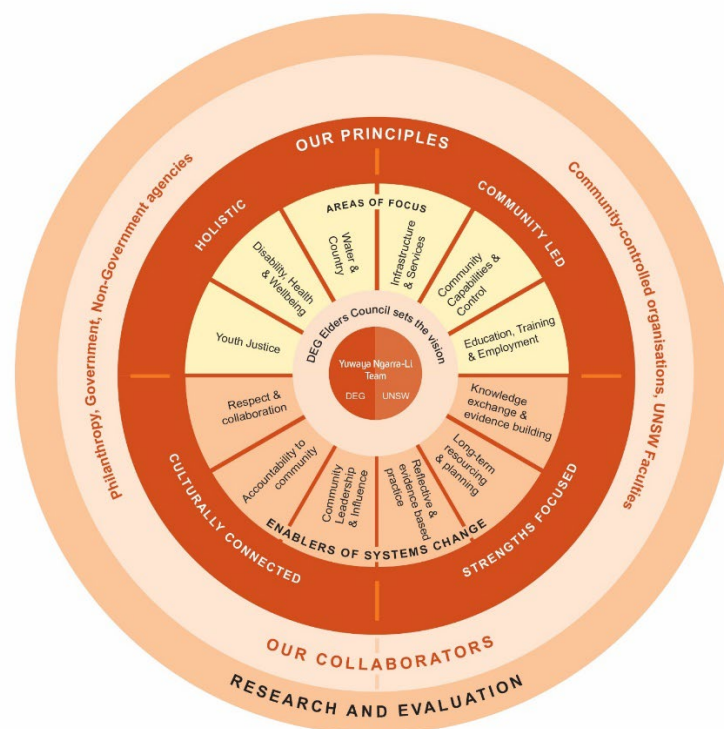 OUR PRINCIPLES
HOLISTIC
COMMUNITY LED
CULTURALLY CONNECTED
STRENGTHS FOCUSED
Philanthropy, Government, Non-Government agencies
Community-controlled organisations, UNSW Faculties
AREAS OF FOCUS
Youth Justice
Disability, Health
& Wellbeing
Water &
Country
Infrastructure
& Services
Community
Capabilities &
Control
Education, Training
& Employment
DEG Elders Council sets the vision
Yuwaya Ngarra-Li
Team
DEG
UNSW
Respect &
collaboration
Accountability to
community
Community
Leadership
& Influence
Reflective &
evidence based
practice
Long-term
resourcing
& planning
Knowledge
exchange &
evidence building
ENABLERS OF SYSTEMS CHANGE
OUR COLLABORATORS
RESEARCH AND EVALUATION